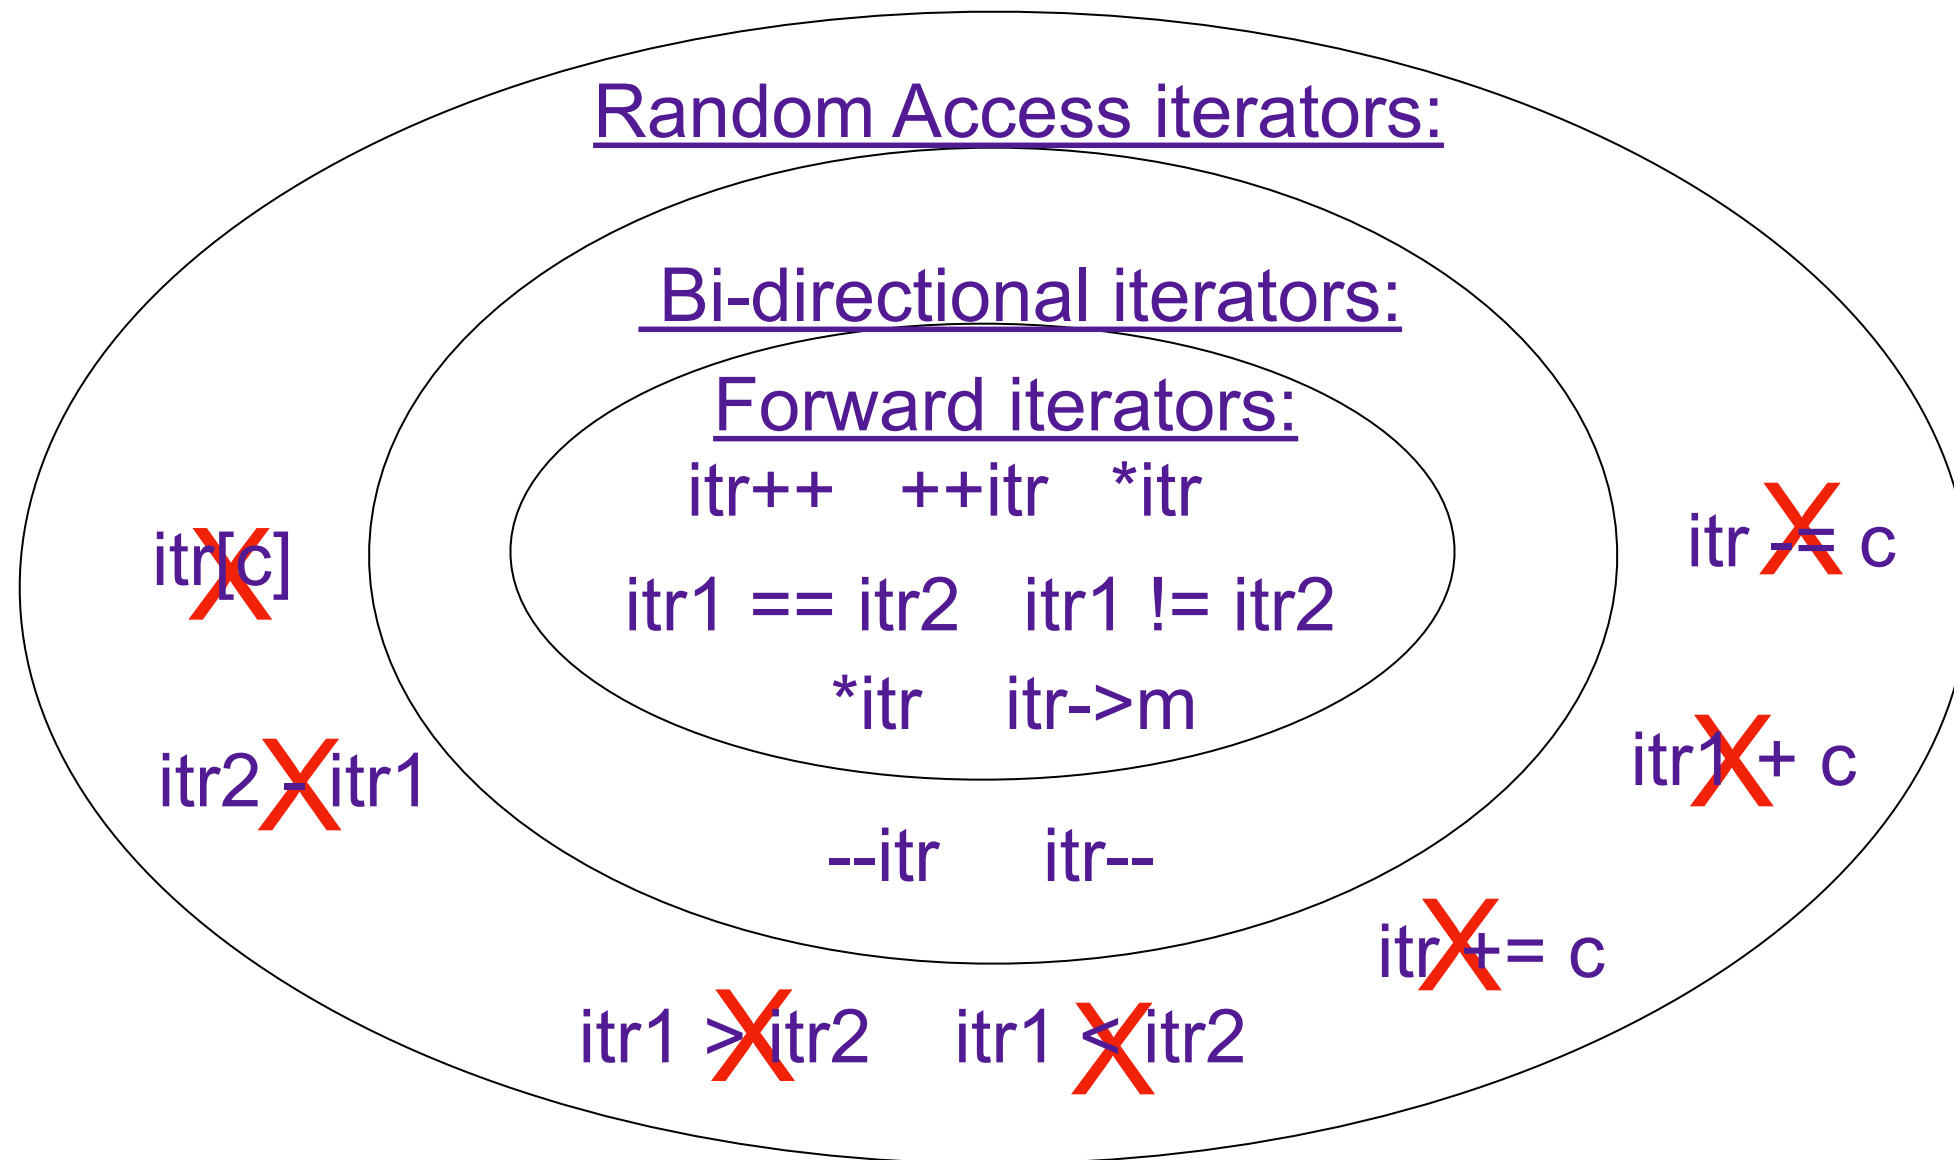 Random Access iterators:
Bi-directional iterators:
Forward iterators:
itr++ ++itr *itr
itr[c]
itr -= c
itr1 == itr2 itr1 != itr2
*itr itr->m
itr2 - itr1
itr1 + c
--itr itr--
itr += c
itr1 > itr2 itr1 < itr2
X
X
X
X
X
X
X